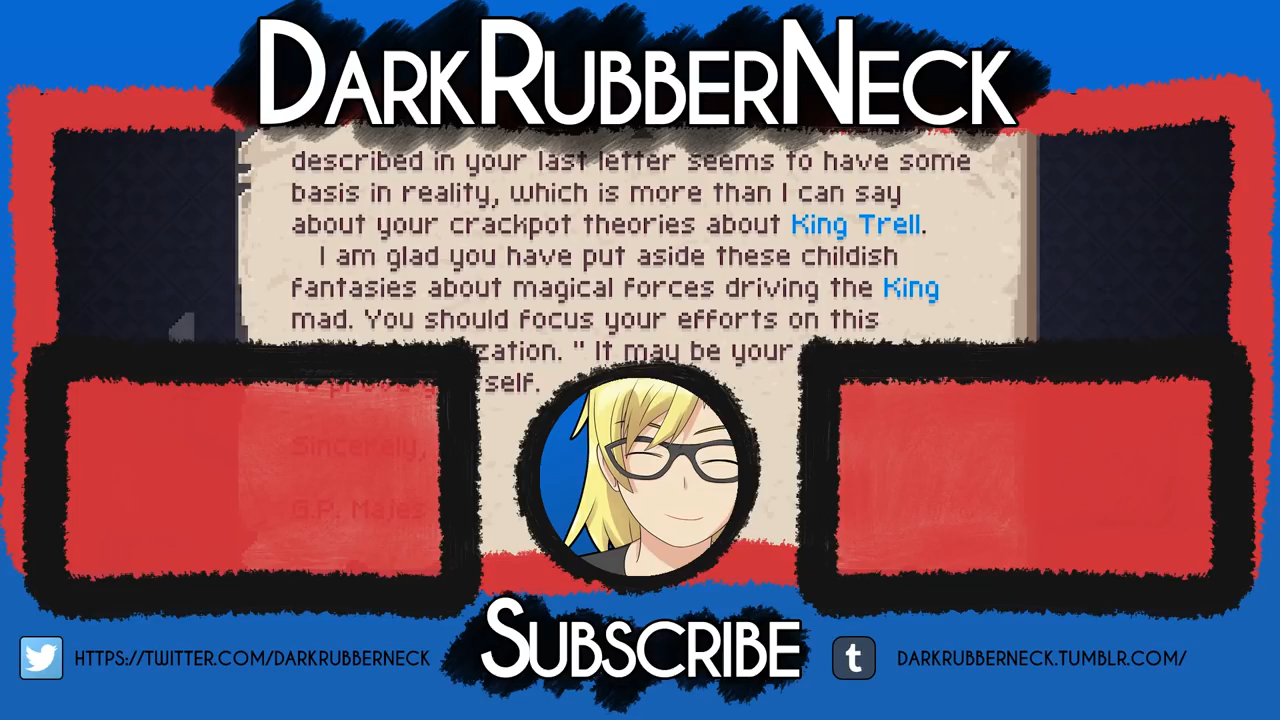 DARKRUBBERNECK
described in your last letter seems to have some
basis in reality, which is more than I can say
about your crackpot theories about King Trell.
I am glad you have put aside these childish
fantasies about magical forces driving the King
mad. You should focus your efforts on this
zation. " It may be your
rself.
Sincerely,
G.P. Majes
SUBSCRIBE
HTTPS://TWITTER.COM/DARKRUBBERNECK
DARKRUBBERNECK.TUMBLR.COM/